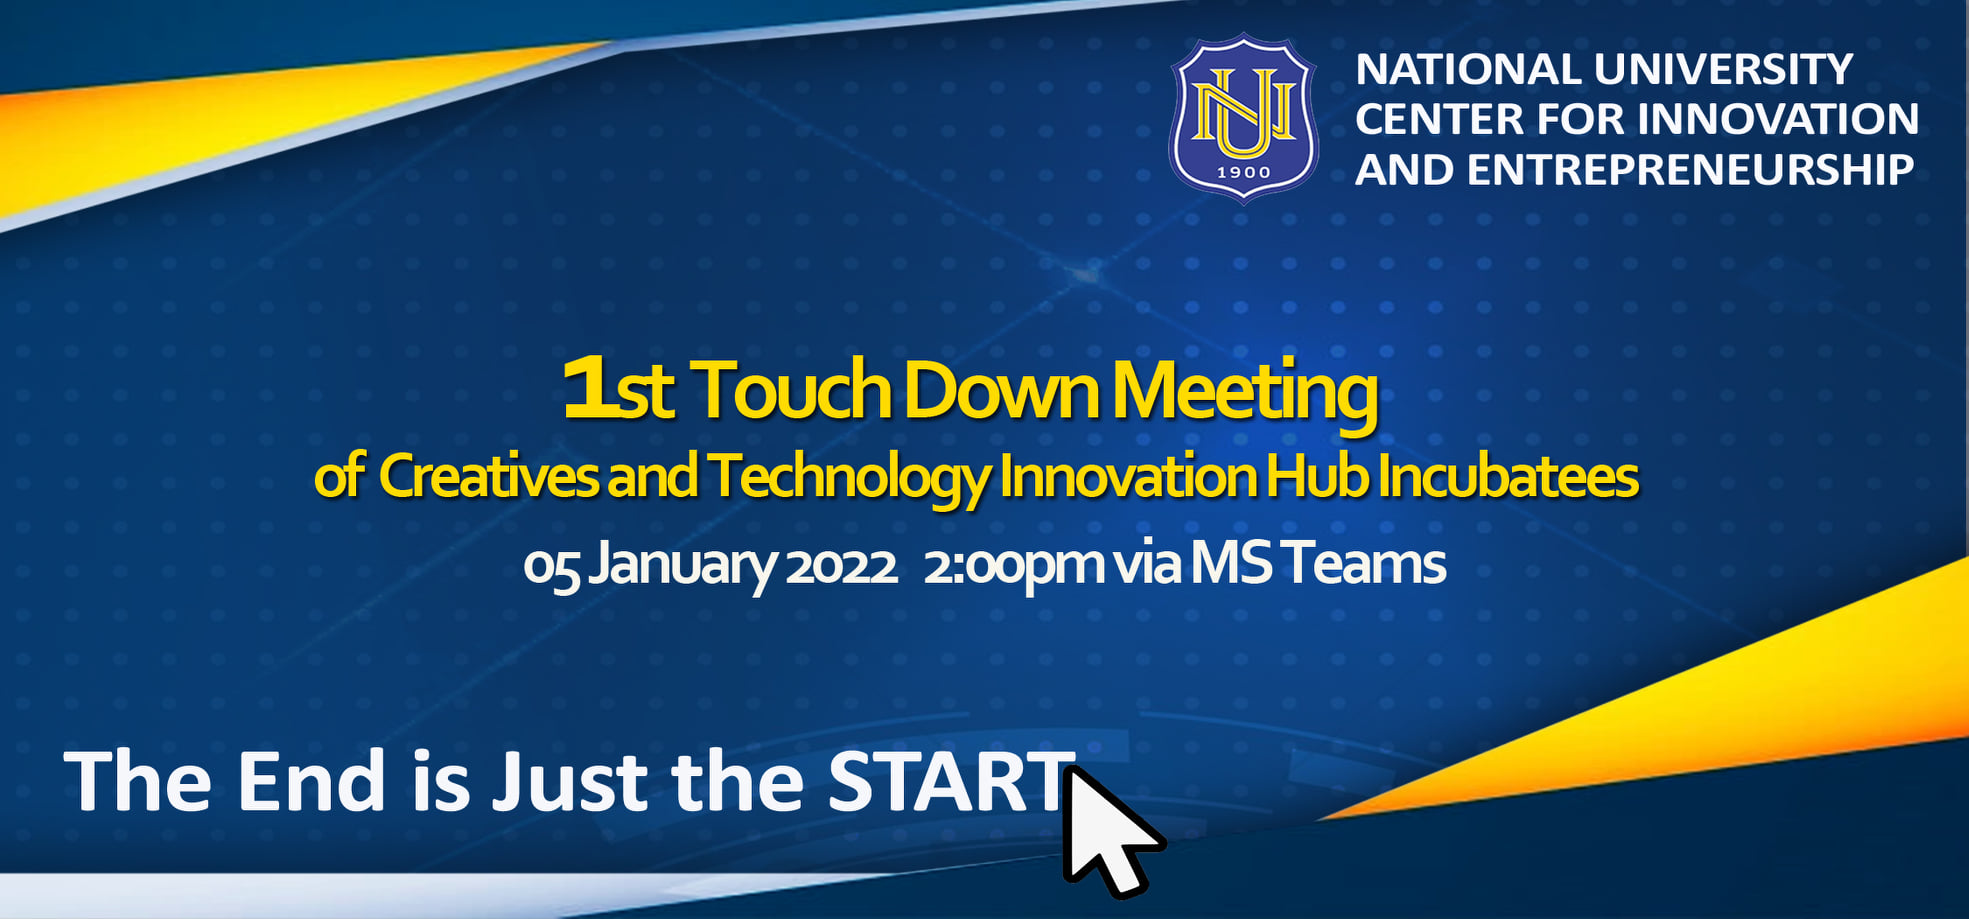 NU
1900
NATIONAL UNIVERSITY
CENTER FOR INNOVATION
AND ENTREPRENEURSHIP
1st Touch Down Meeting
of Creatives and Technology Innovation Hub Incubatees
05 January 2022 2:00pm via MS Teams
The End is Just the START